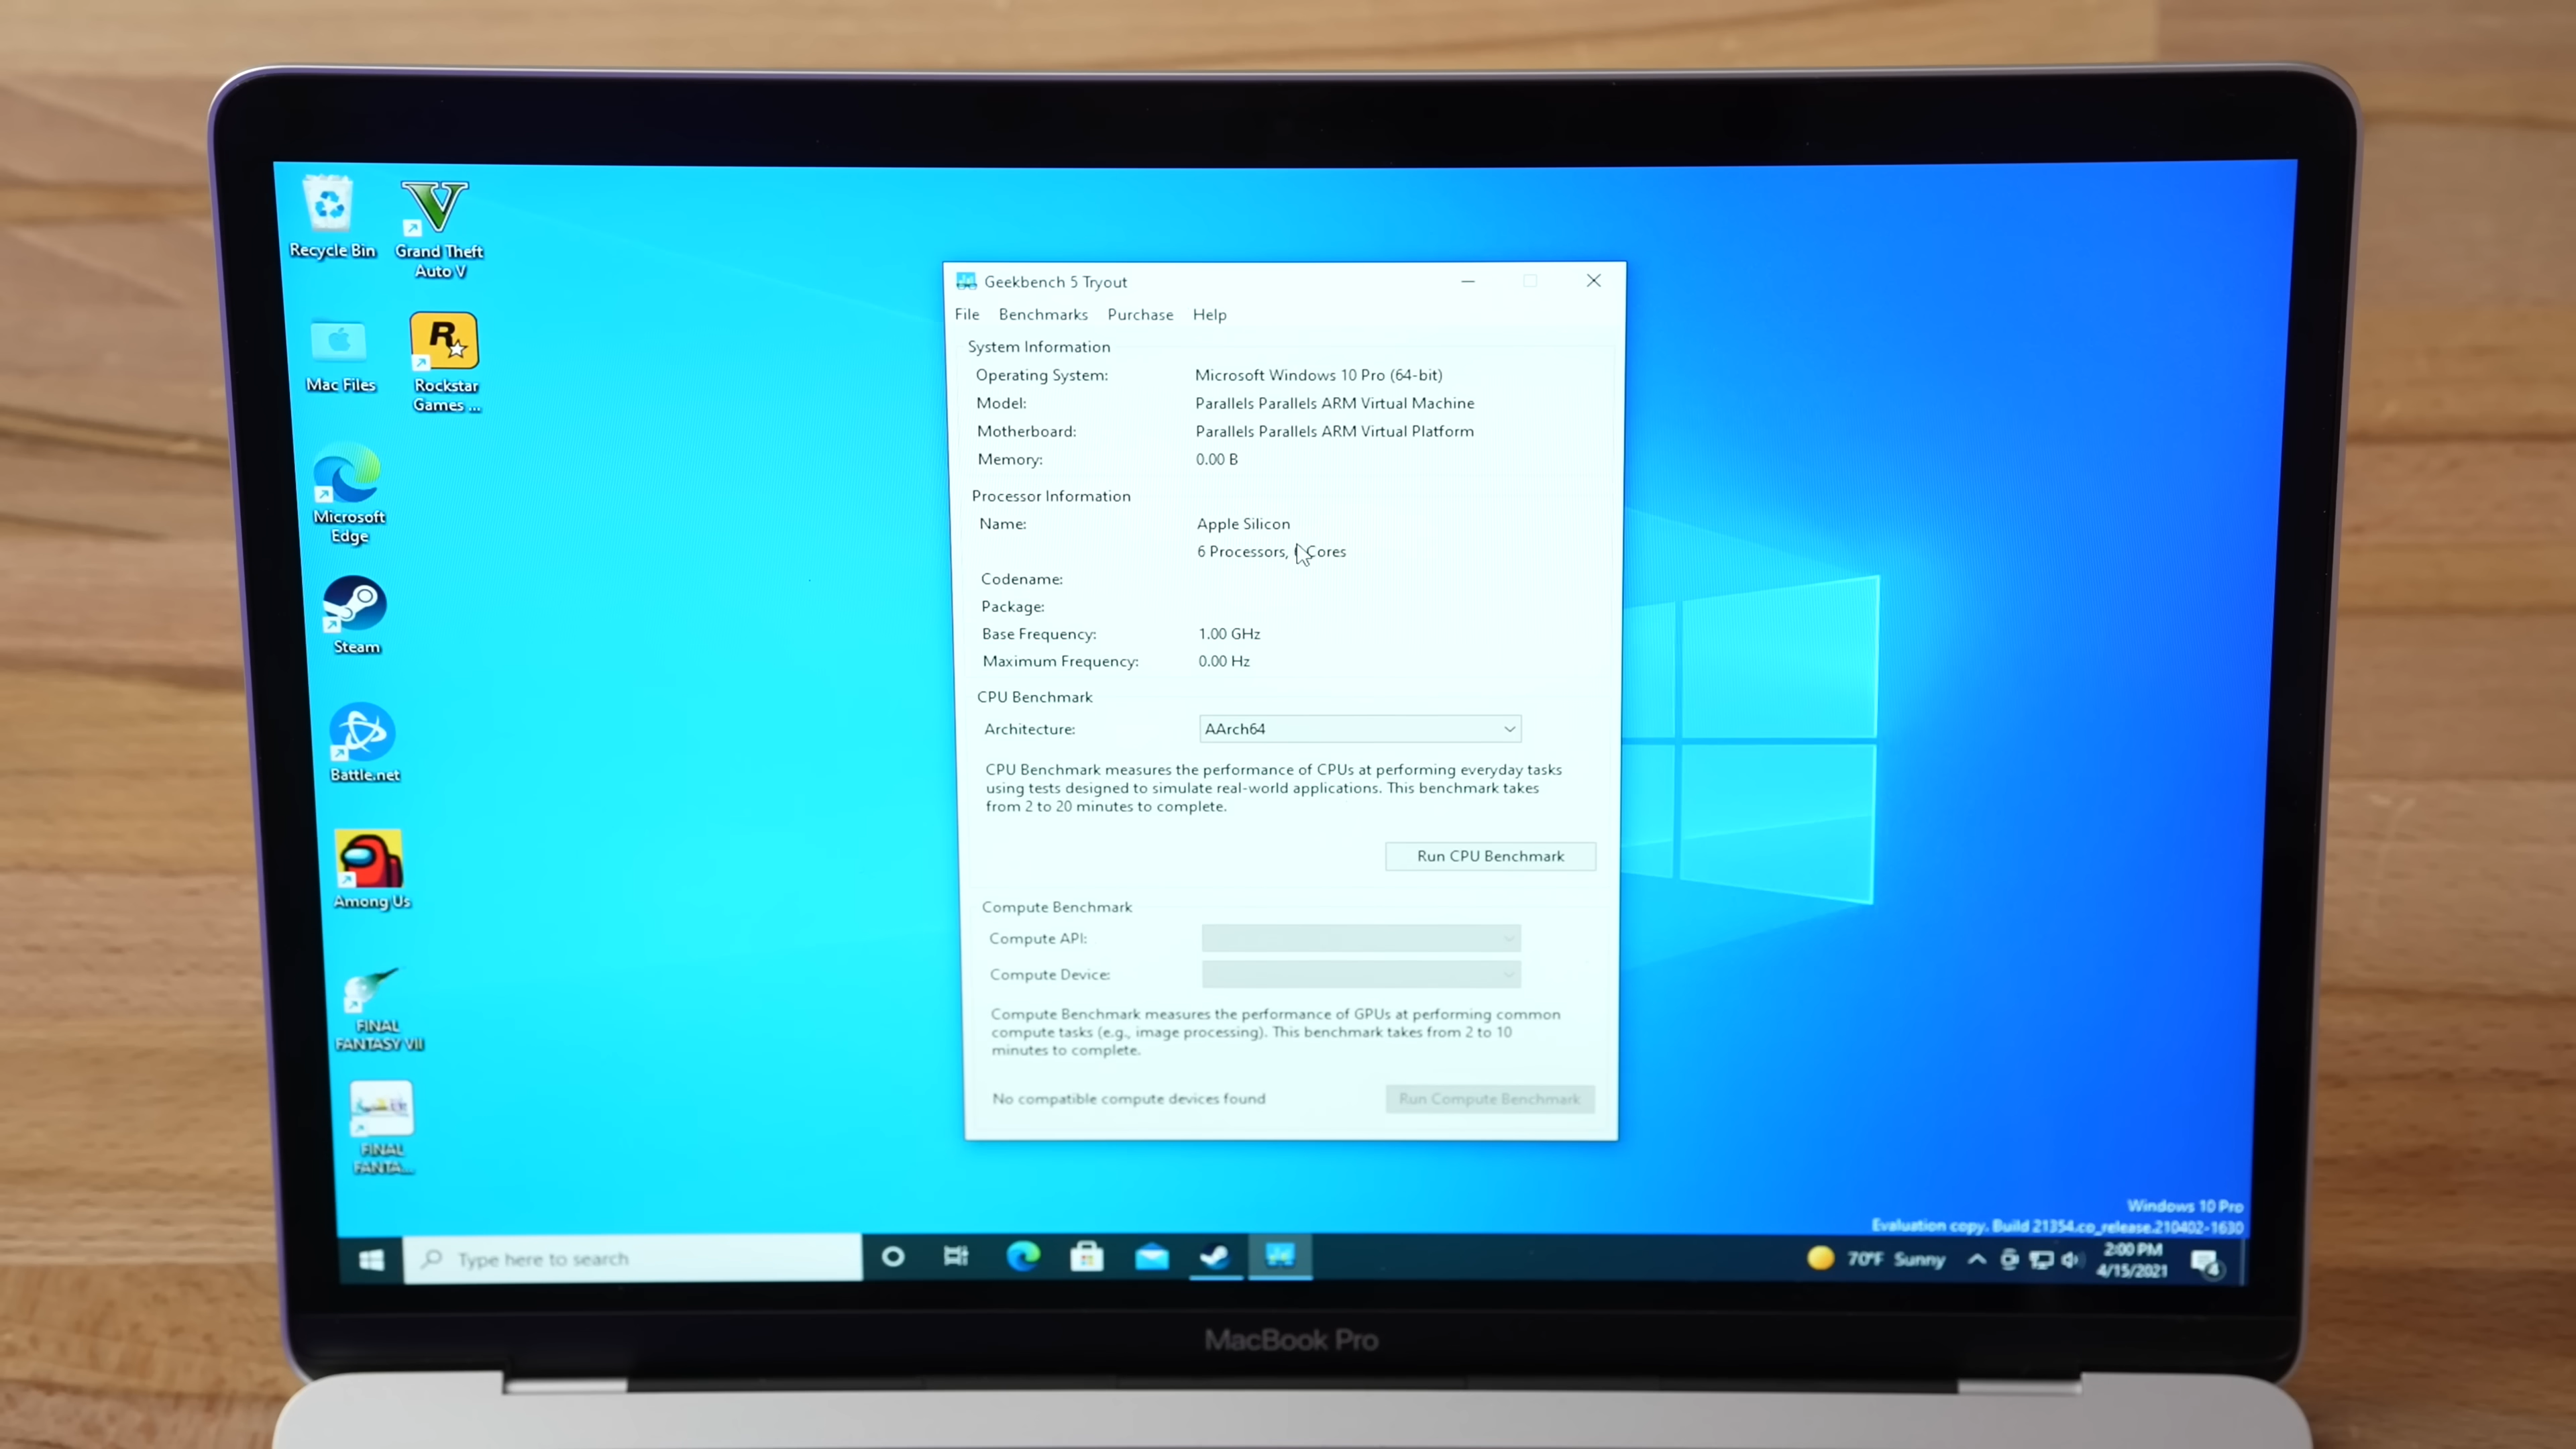 Recycle Bin
Grand Theft
Auto V
Mac Files
Rockstar
Games ...
Microsoft
Edge
Steam
Battle.net
Among Us
FINAL
FANTASY VII
FINAL
FANTA...
Geekbench 5 Tryout
File Benchmarks Purchase Help
System Information
Operating System: Microsoft Windows 10 Pro (64-bit)
Model: Parallels Parallels ARM Virtual Machine
Motherboard: Parallels Parallels ARM Virtual Platform
Memory: 0.00 B
Processor Information
Name: Apple Silicon
6 Processors, Cores
Codename:
Package:
Base Frequency: 1.00 GHz
Maximum Frequency: 0.00 Hz
CPU Benchmark
Architecture: AArch64
CPU Benchmark measures the performance of CPUs at performing everyday tasks
using tests designed to simulate real-world applications. This benchmark takes
from 2 to 20 minutes to complete.
Run CPU Benchmark
Compute Benchmark
Compute API:
Compute Device:
Compute Benchmark measures the performance of GPUs at performing common
compute tasks (e.g., image processing). This benchmark takes from 2 to 10
minutes to complete.
No compatible compute devices found
Run Compute Benchmark
Windows 10 Pro
Evaluation copy. Build 21354.co_release.210402-1630
Type here to search
70°F Sunny
2:00 PM
4/15/2021
4
MacBook Pro